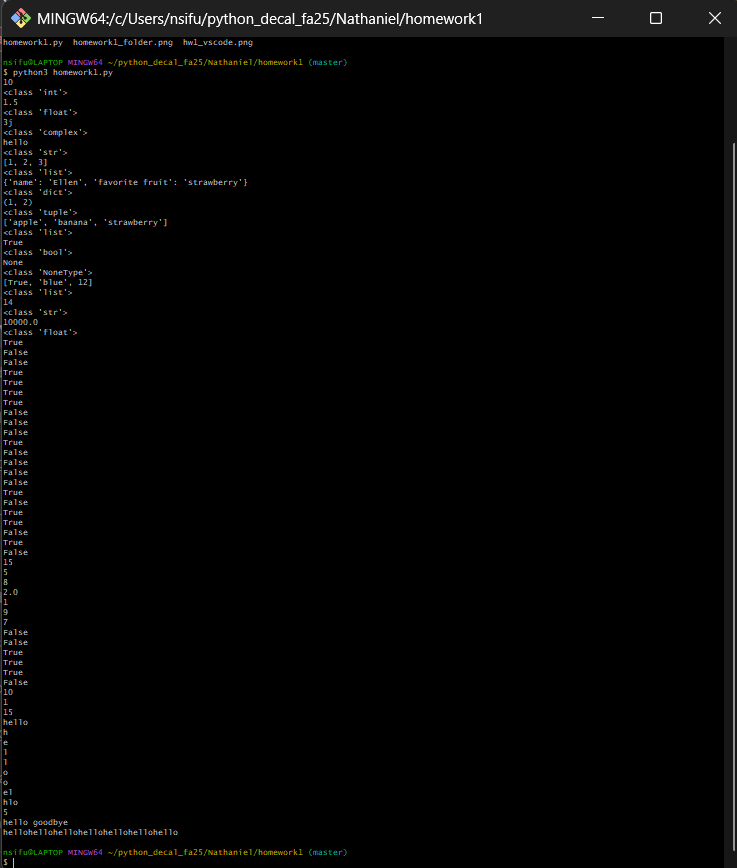 MINGW64:/c/Users/nsifu/python_decal_fa25/Nathaniel/homework1
homework1.py  homework1_folder.png  hw1_vscode.png
nsifu@LAPTOP MINGW64 ~/python_decal_fa25/Nathaniel/homework1 (master)
$ python3 homework1.py
10
<class 'int'>
1.5
<class 'float'>
3j
<class 'complex'>
hello
<class 'str'>
[1, 2, 3]
<class 'list'>
{'name': 'Ellen', 'favorite fruit': 'strawberry'}
<class 'dict'>
(1, 2)
<class 'tuple'>
['apple', 'banana', 'strawberry']
<class 'list'>
True
<class 'bool'>
None
<class 'NoneType'>
[True, 'blue', 12]
<class 'list'>
14
<class 'str'>
10000.0
<class 'float'>
True
False
False
True
True
True
True
False
False
False
True
False
False
False
False
True
False
True
True
False
True
False
15
5
8
2.0
1
9
7
False
False
True
True
True
False
10
1
15
hello
h
e
l
l
o
o
el
hlo
5
hello goodbye
hellohellohellohellohellohellohello
nsifu@LAPTOP MINGW64 ~/python_decal_fa25/Nathaniel/homework1 (master)
$